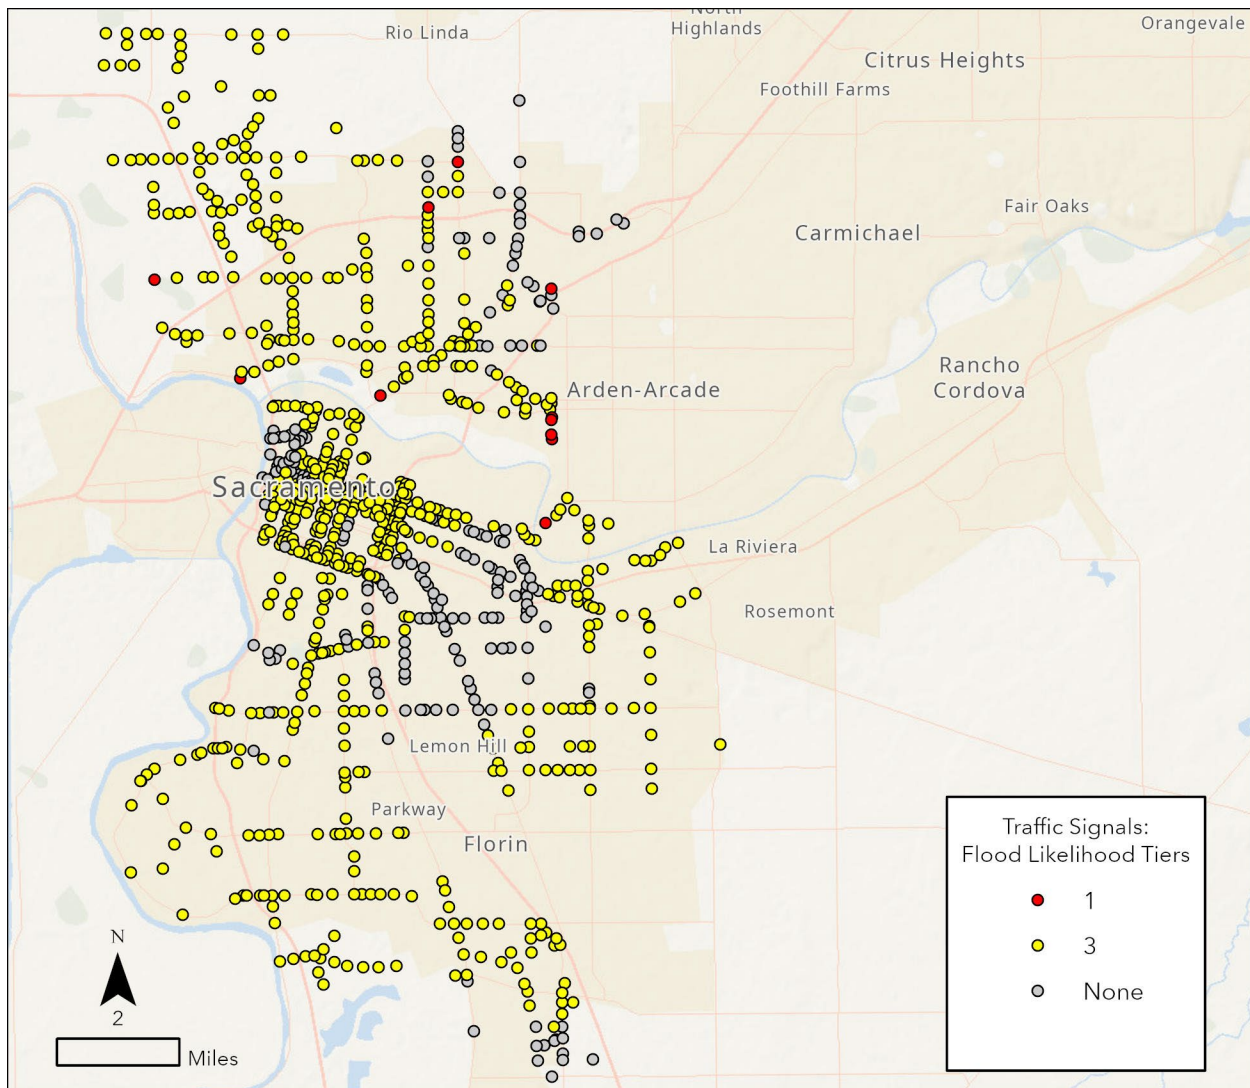 North
Highlands
Orangevale
Rio Linda
Citrus Heights
Foothill Farms
Fair Oaks
Carmichael
Rancho
Cordova
Arden-Arcade
Sacramento
La Riviera
Rosemont
Lemon Hill
Parkway
Florin
Traffic Signals:
Flood Likelihood Tiers
1
3
None
N
2
Miles